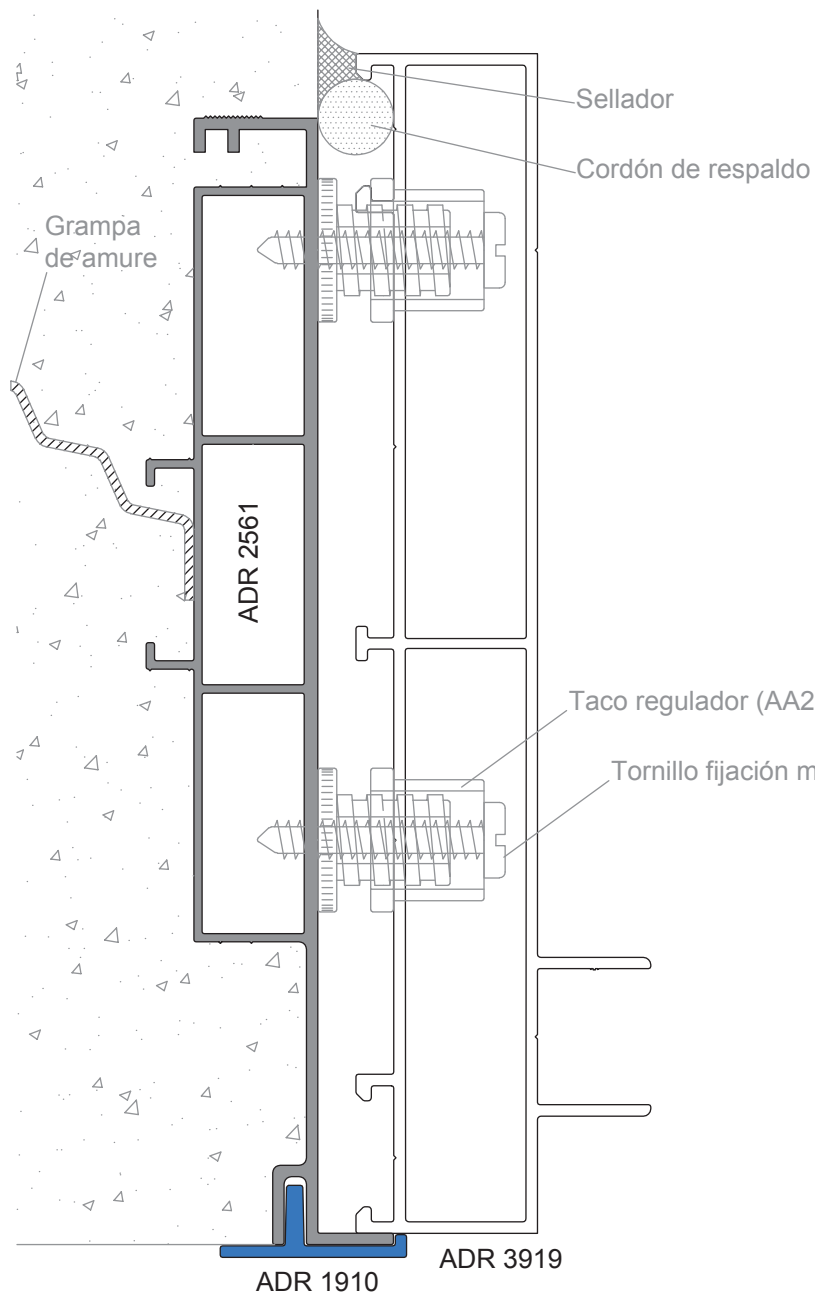 Sellador
Cordón de respaldo
Grampa
de amure
ADR 2561
Taco regulador (AA2
Tornillo fijación m
ADR 3919
ADR 1910